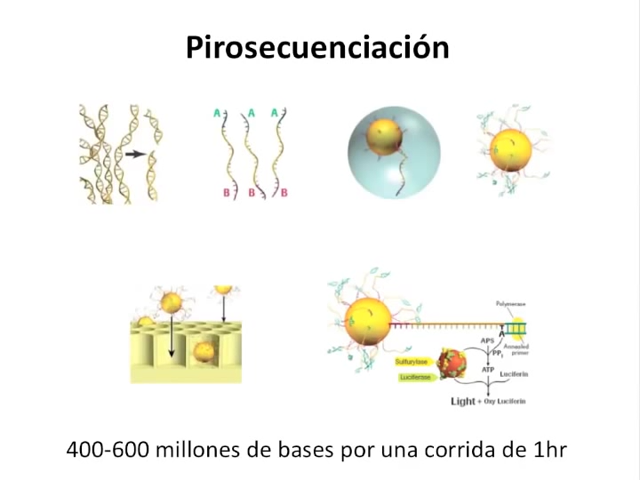 Pirosecuenciación
A A A
B B B
Polymerase
A
Annealed
primer
APS
PPi
Sulfurylase
Luciferase
ATP
Luciferin
Light + Oxy Luciferin
400-600 millones de bases por una corrida de 1hr